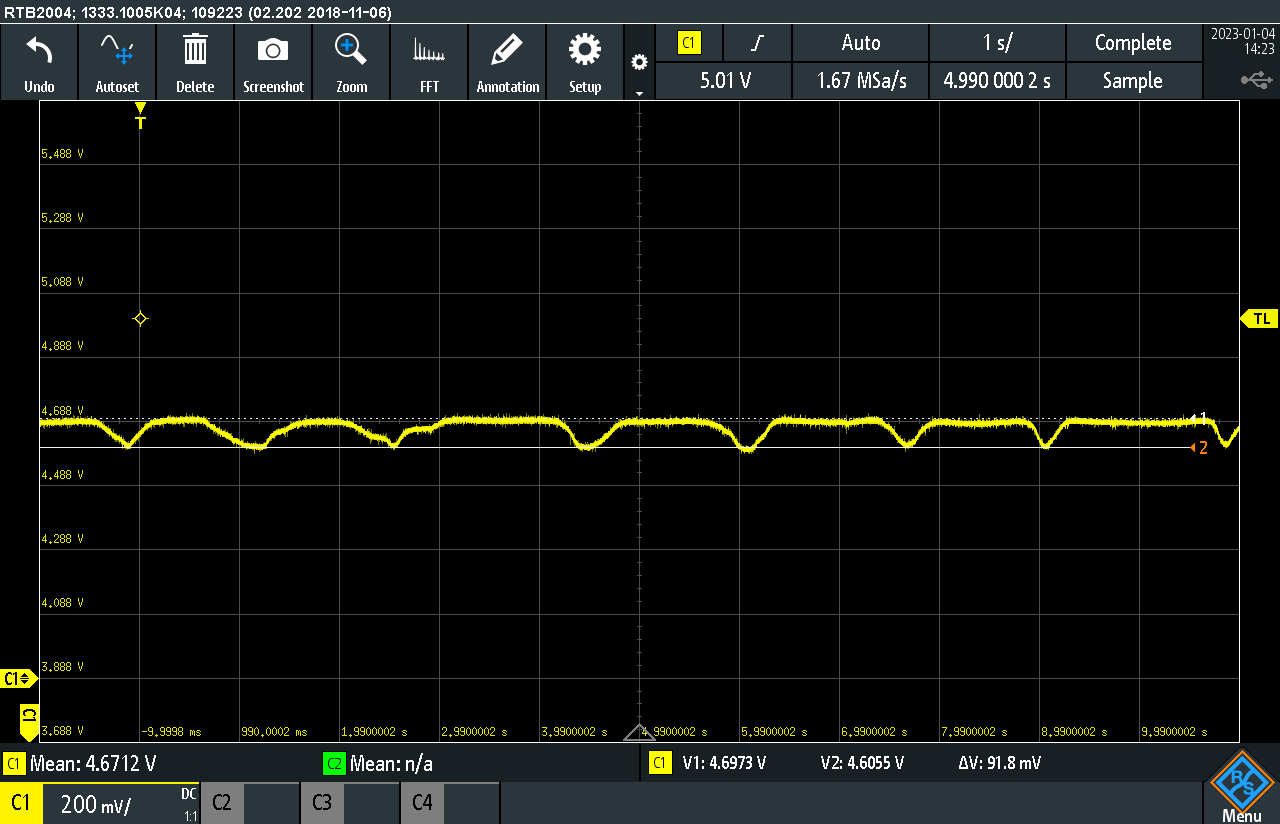 RTB2004; 1333.1005K04; 109223 (02.202 2018-11-06)
Undo
Autoset
Delete
Screenshot
Zoom
FFT
Annotation
Setup
C1
Auto
1 s/
Complete
2023-01-04
14:23
5.01 V
1.67 MSa/s
4.990 000 2 s
Sample
T
5.488 V
5.288 V
5.088 V
TL
4.888 V
4.688 V
1
2
4.488 V
4.288 V
4.088 V
3.888 V
C1
C1
3.688 V
-9.9998 ms
990.0002 ms
1.9900002 s
2.9900002 s
3.9900002 s
4.9900002 s
5.9900002 s
6.9900002 s
7.9900002 s
8.9900002 s
9.9900002 s
C1 Mean: 4.6712 V
C2 Mean: n/a
C1 V1: 4.6973 V V2: 4.6055 V ΔV: 91.8 mV
C1 200 mV/ DC 1:1
C2
C3
C4
R S
Menu